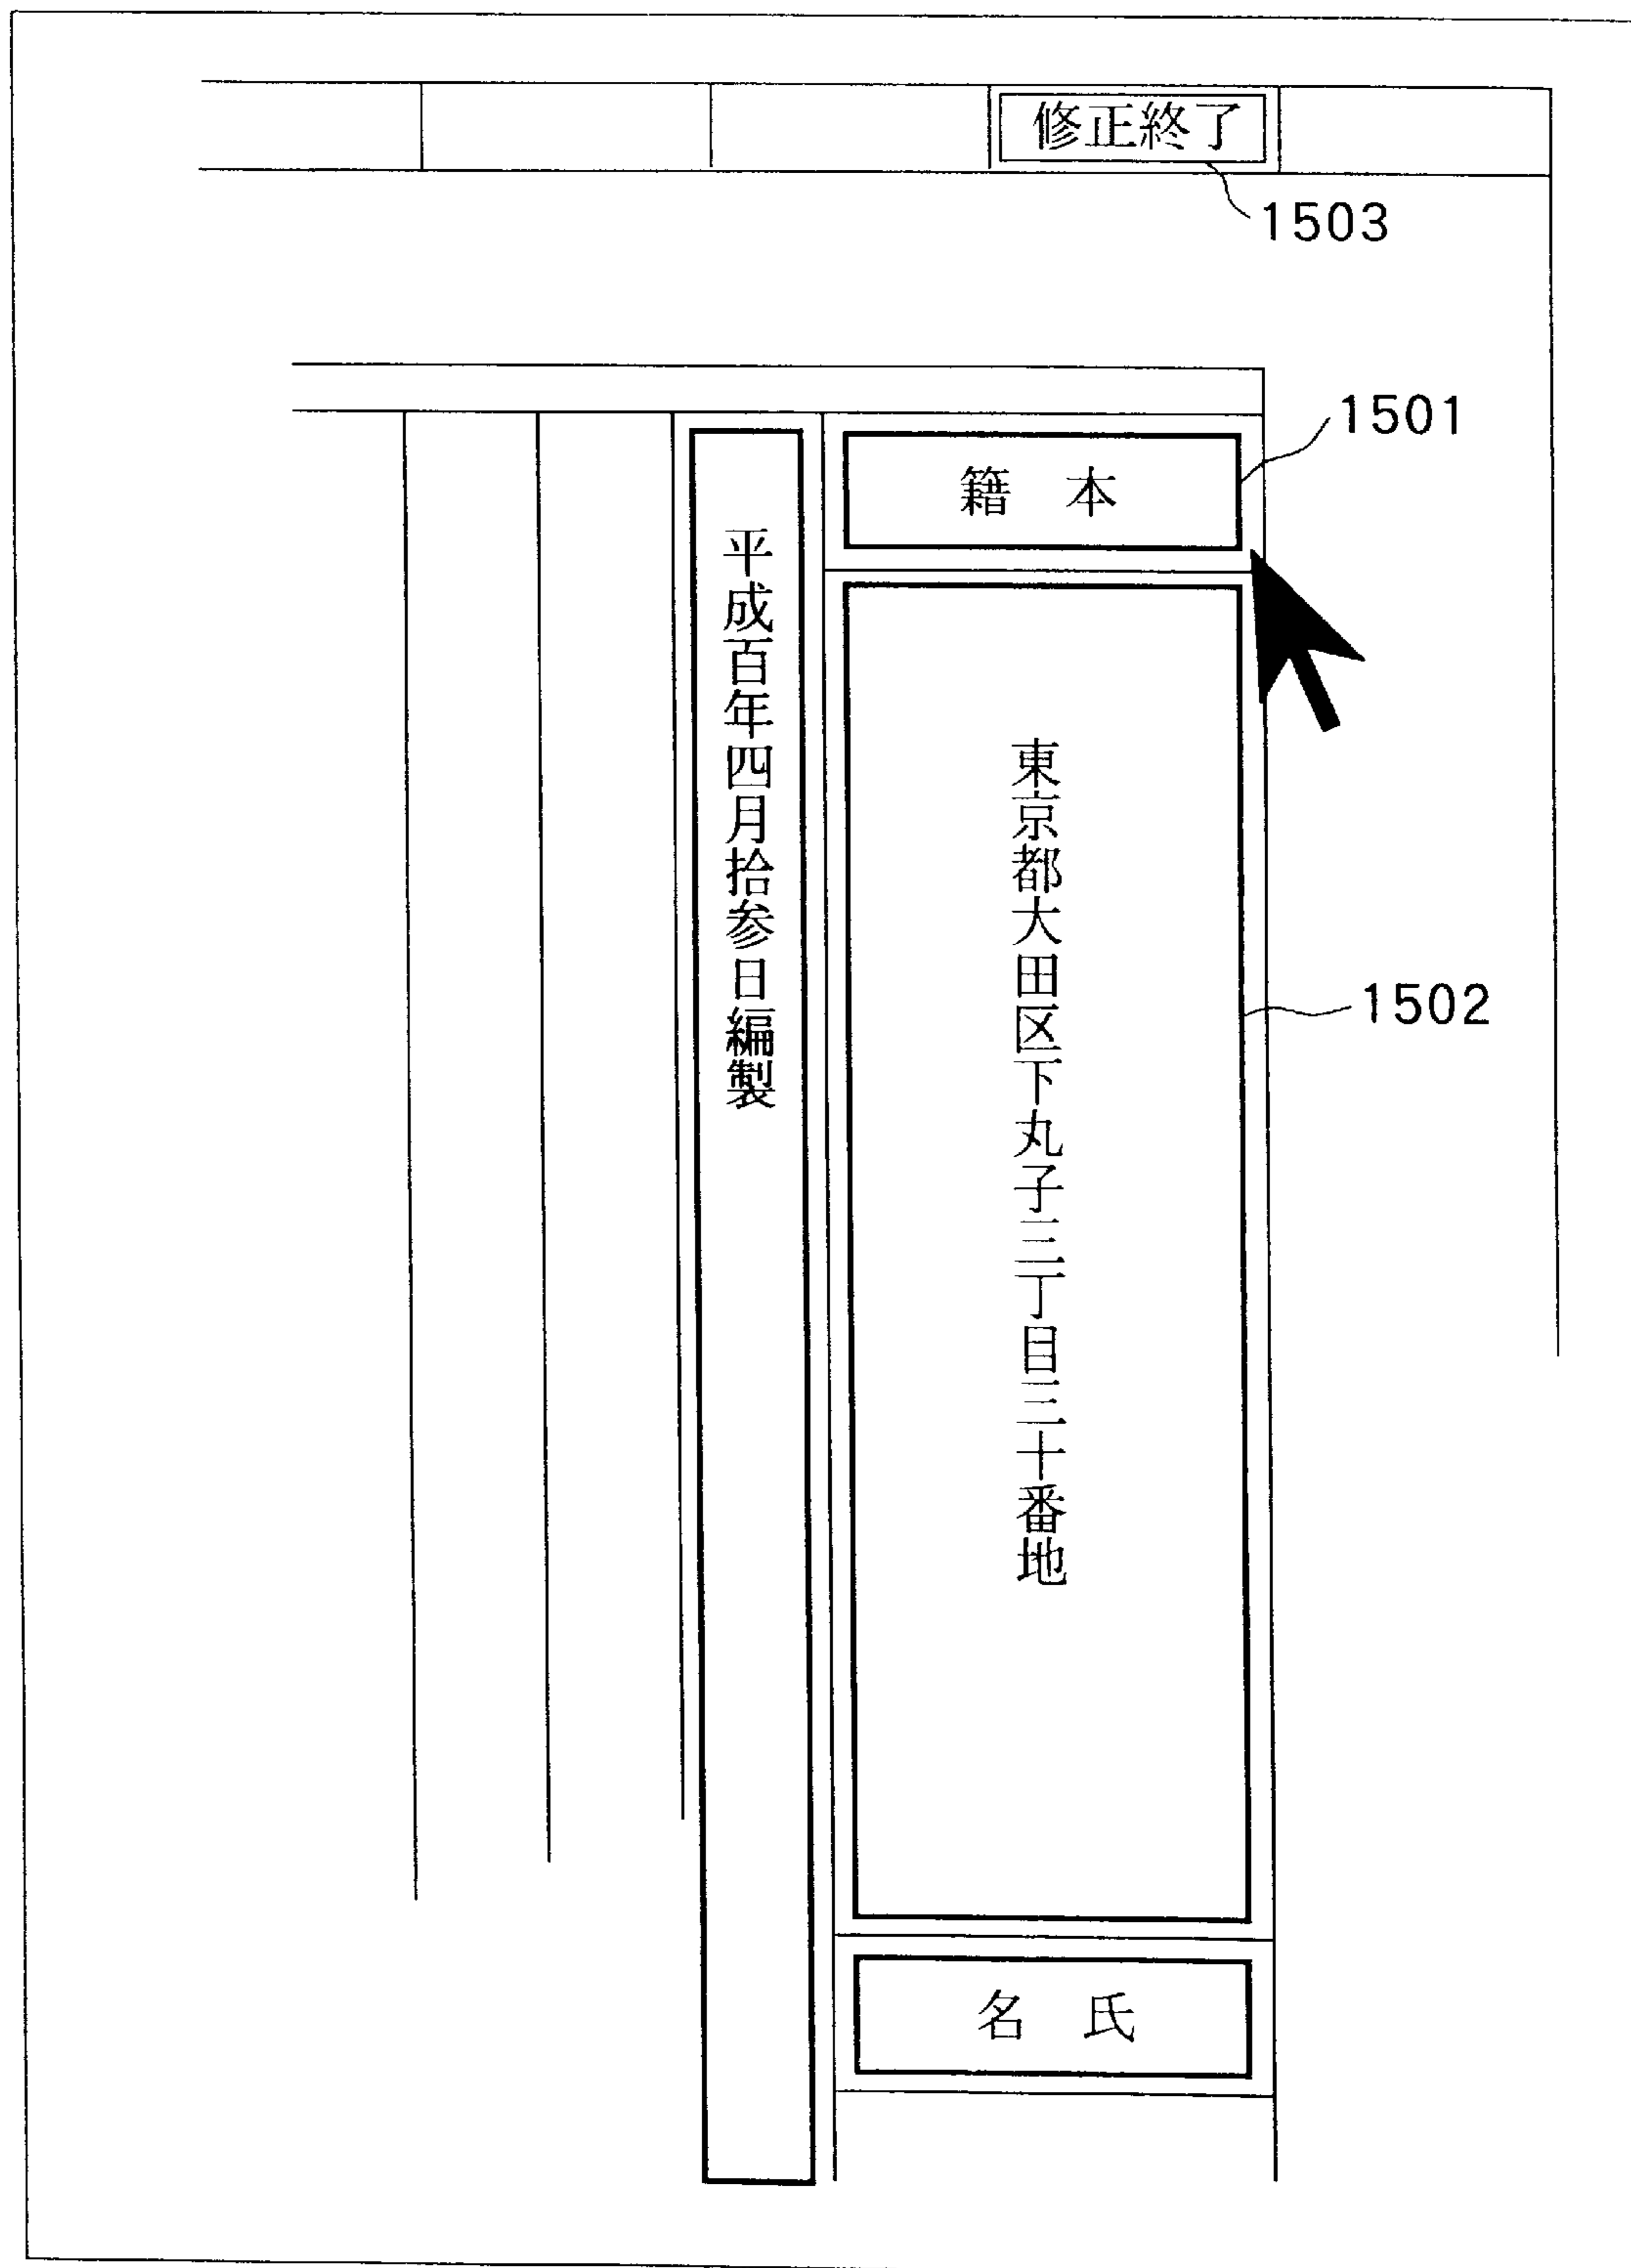 修正終了
1503
籍 本
1501
東京都大田区下丸子三丁目三十番地
1502
名 氏
平成百年四月拾参日編製